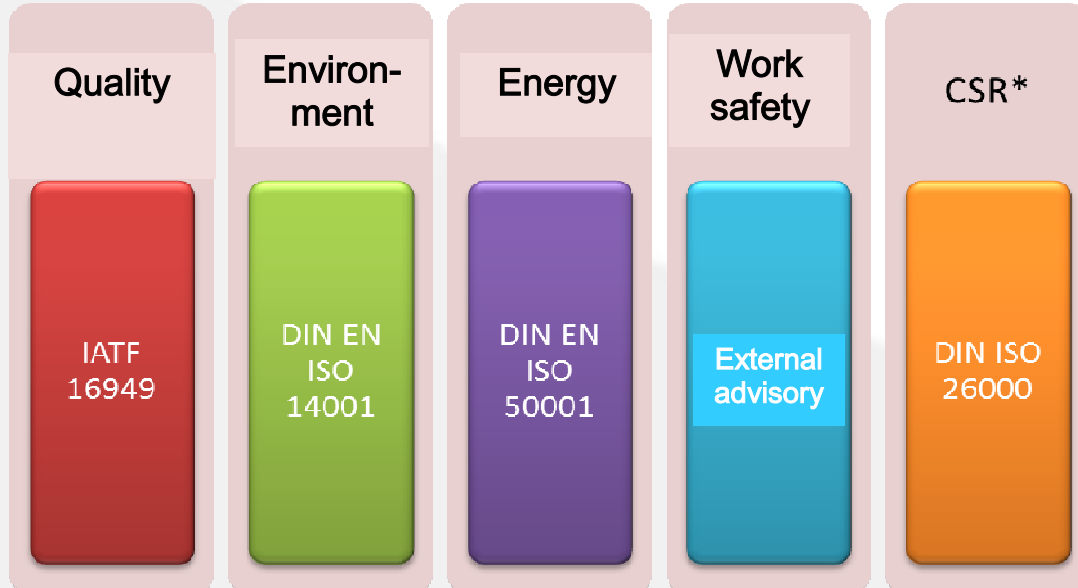 Quality
Environ-
ment
Energy
Work
safety
CSR*
IATF
16949
DIN EN
ISO
14001
DIN EN
ISO
50001
External
advisory
DIN ISO
26000